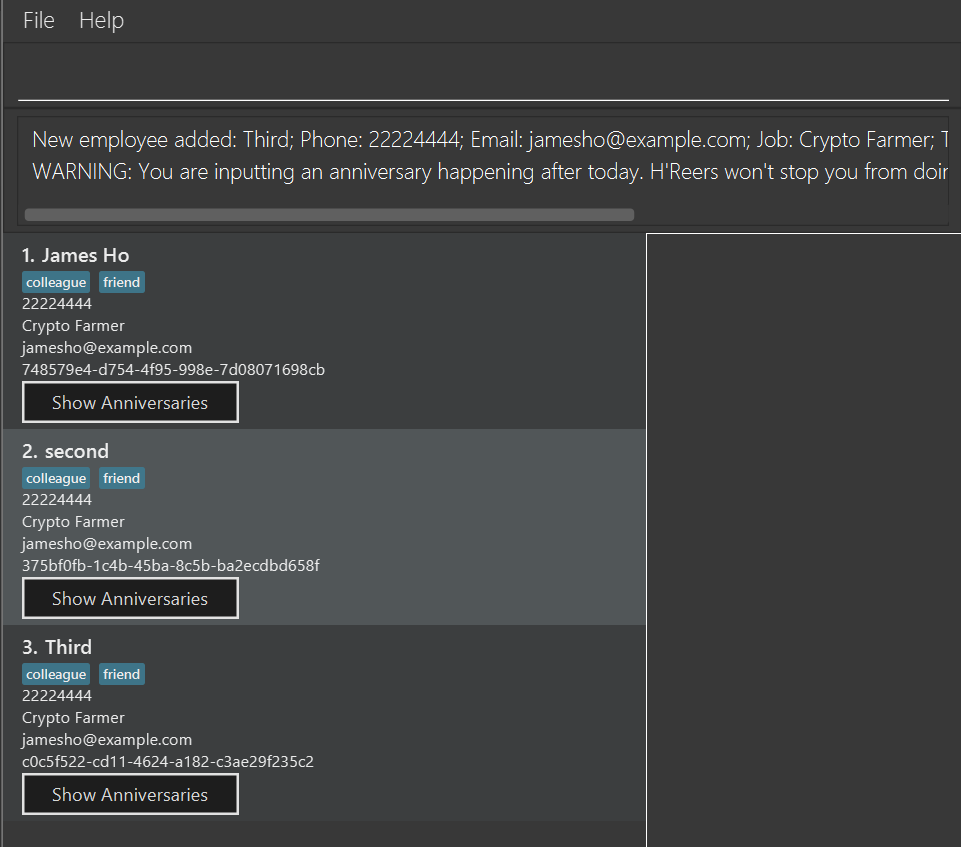 File Help
New employee added: Third; Phone: 22224444; Email: jamesho@example.com; Job: Crypto Farmer;
WARNING: You are inputting an anniversary happening after today. H'Reers won't stop you from
1. James Ho
colleague friend
22224444
Crypto Farmer
jamesho@example.com
748579e4-d754-4f95-998e-7d08071698cb
Show Anniversaries
2. second
colleague friend
22224444
Crypto Farmer
jamesho@example.com
375bf0fb-1c4b-45ba-8c5b-ba2ecdbd658f
Show Anniversaries
3. Third
colleague friend
22224444
Crypto Farmer
jamesho@example.com
c0c5f522-cd11-4624-a182-c3ae29f235c2
Show Anniversaries